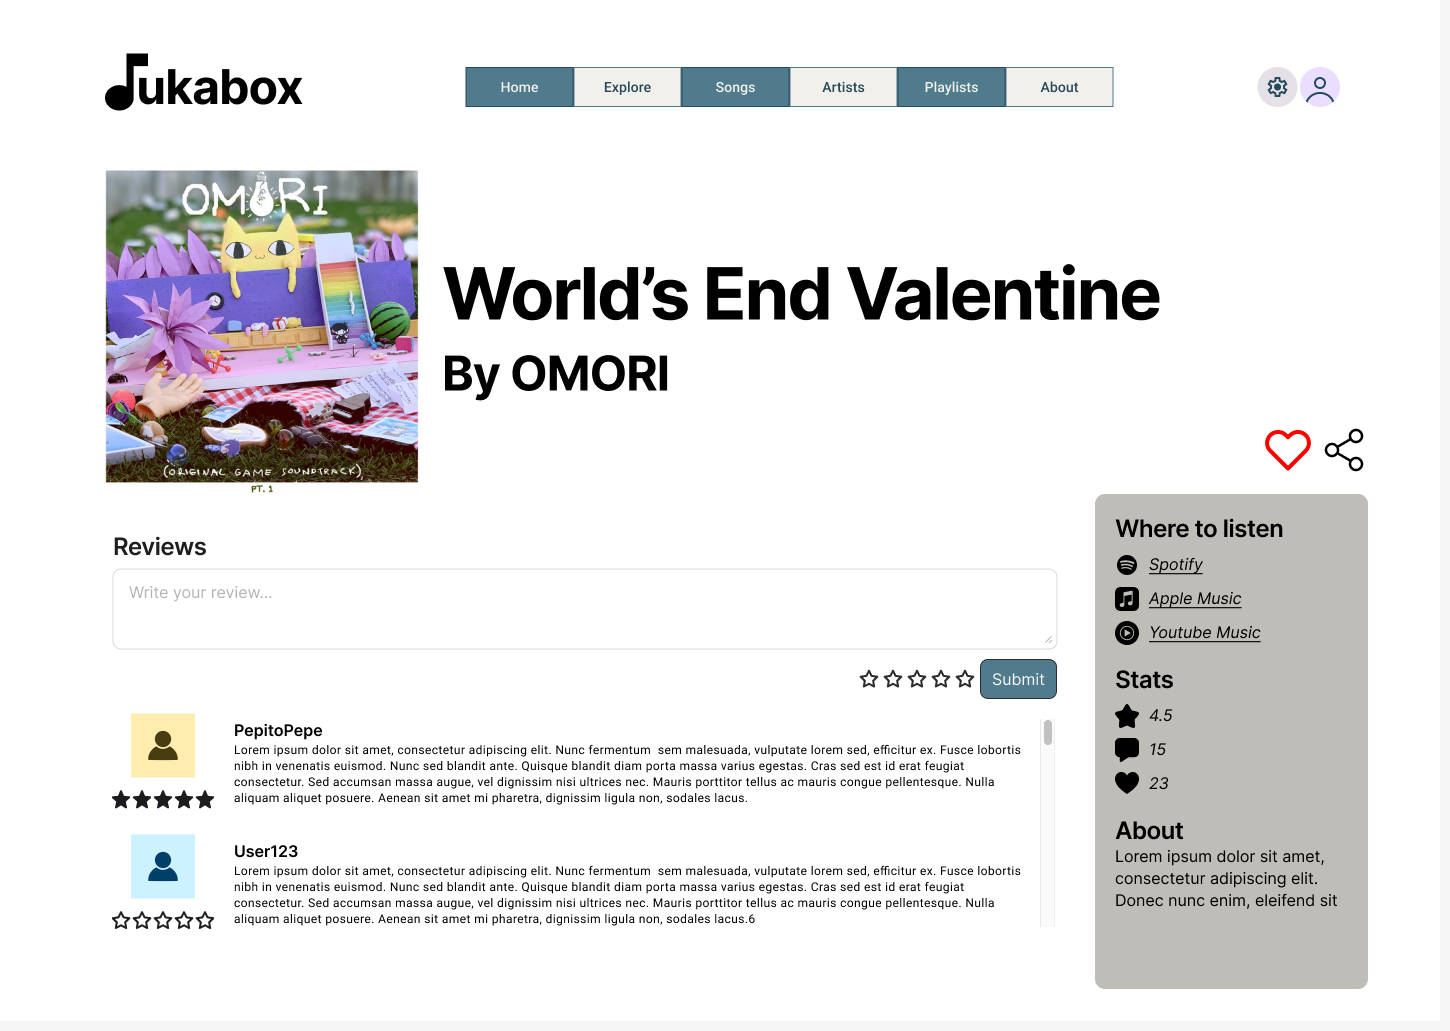 Jukabox
Home Explore Songs Artists Playlists About
OMORI
(ORIGINAL GAME SOUNDTRACK)
PT. 1
World’s End Valentine
By OMORI
Reviews
Write your review...
Submit
PepitoPepe
Lorem ipsum dolor sit amet, consectetur adipiscing elit. Nunc fermentum  sem malesuada, vulputate lorem sed, efficitur ex. Fusce lobortis
nibh in venenatis euismod. Nunc sed blandit ante. Quisque blandit diam porta massa varius egestas. Cras sed est id erat feugiat
consectetur. Sed accumsan massa augue, vel dignissim nisi ultrices nec. Mauris porttitor tellus ac mauris congue pellentesque. Nulla
aliquam aliquet posuere. Aenean sit amet mi pharetra, dignissim ligula non, sodales lacus.
User123
Lorem ipsum dolor sit amet, consectetur adipiscing elit. Nunc fermentum  sem malesuada, vulputate lorem sed, efficitur ex. Fusce lobortis
nibh in venenatis euismod. Nunc sed blandit ante. Quisque blandit diam porta massa varius egestas. Cras sed est id erat feugiat
consectetur. Sed accumsan massa augue, vel dignissim nisi ultrices nec. Mauris porttitor tellus ac mauris congue pellentesque. Nulla
aliquam aliquet posuere. Aenean sit amet mi pharetra, dignissim ligula non, sodales lacus.6
Where to listen
Spotify
Apple Music
Youtube Music
Stats
4.5
15
23
About
Lorem ipsum dolor sit amet,
consectetur adipiscing elit.
Donec nunc enim, eleifend sit